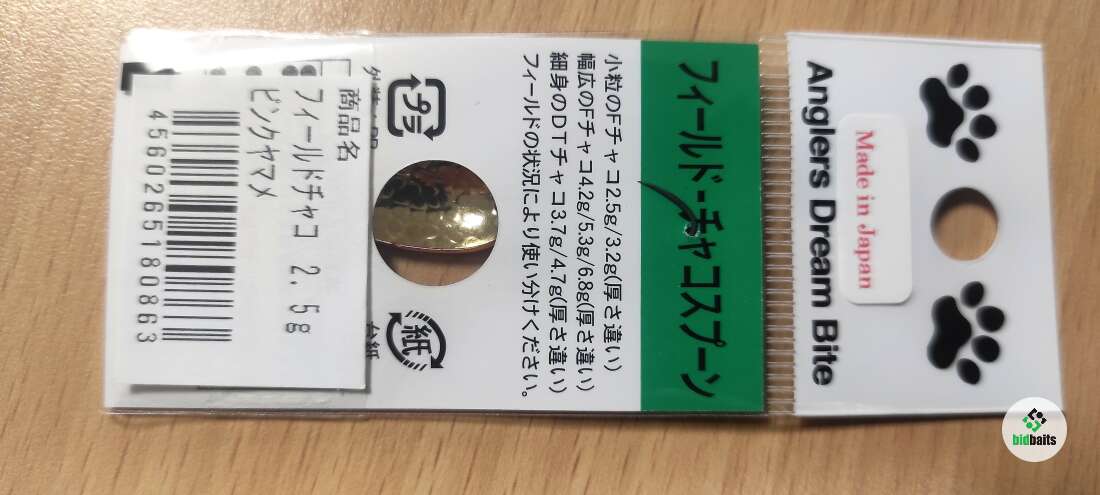 Anglers Dream Bite
Made in Japan
フィールド-チャコスプーン
小粒のFチャコ2.5g/3.2g(厚さ違い)
幅広のFチャコ4.2g/5.3g/6.8g(厚さ違い)
細身のDTチャコ3.7g/4.7g(厚さ違い)
フィールドの状況により使い分けください。
プラ
紙
台紙
商品名
フィールドチャコ 2.5g
ピンクヤマメ
4560265180863
bidbaits